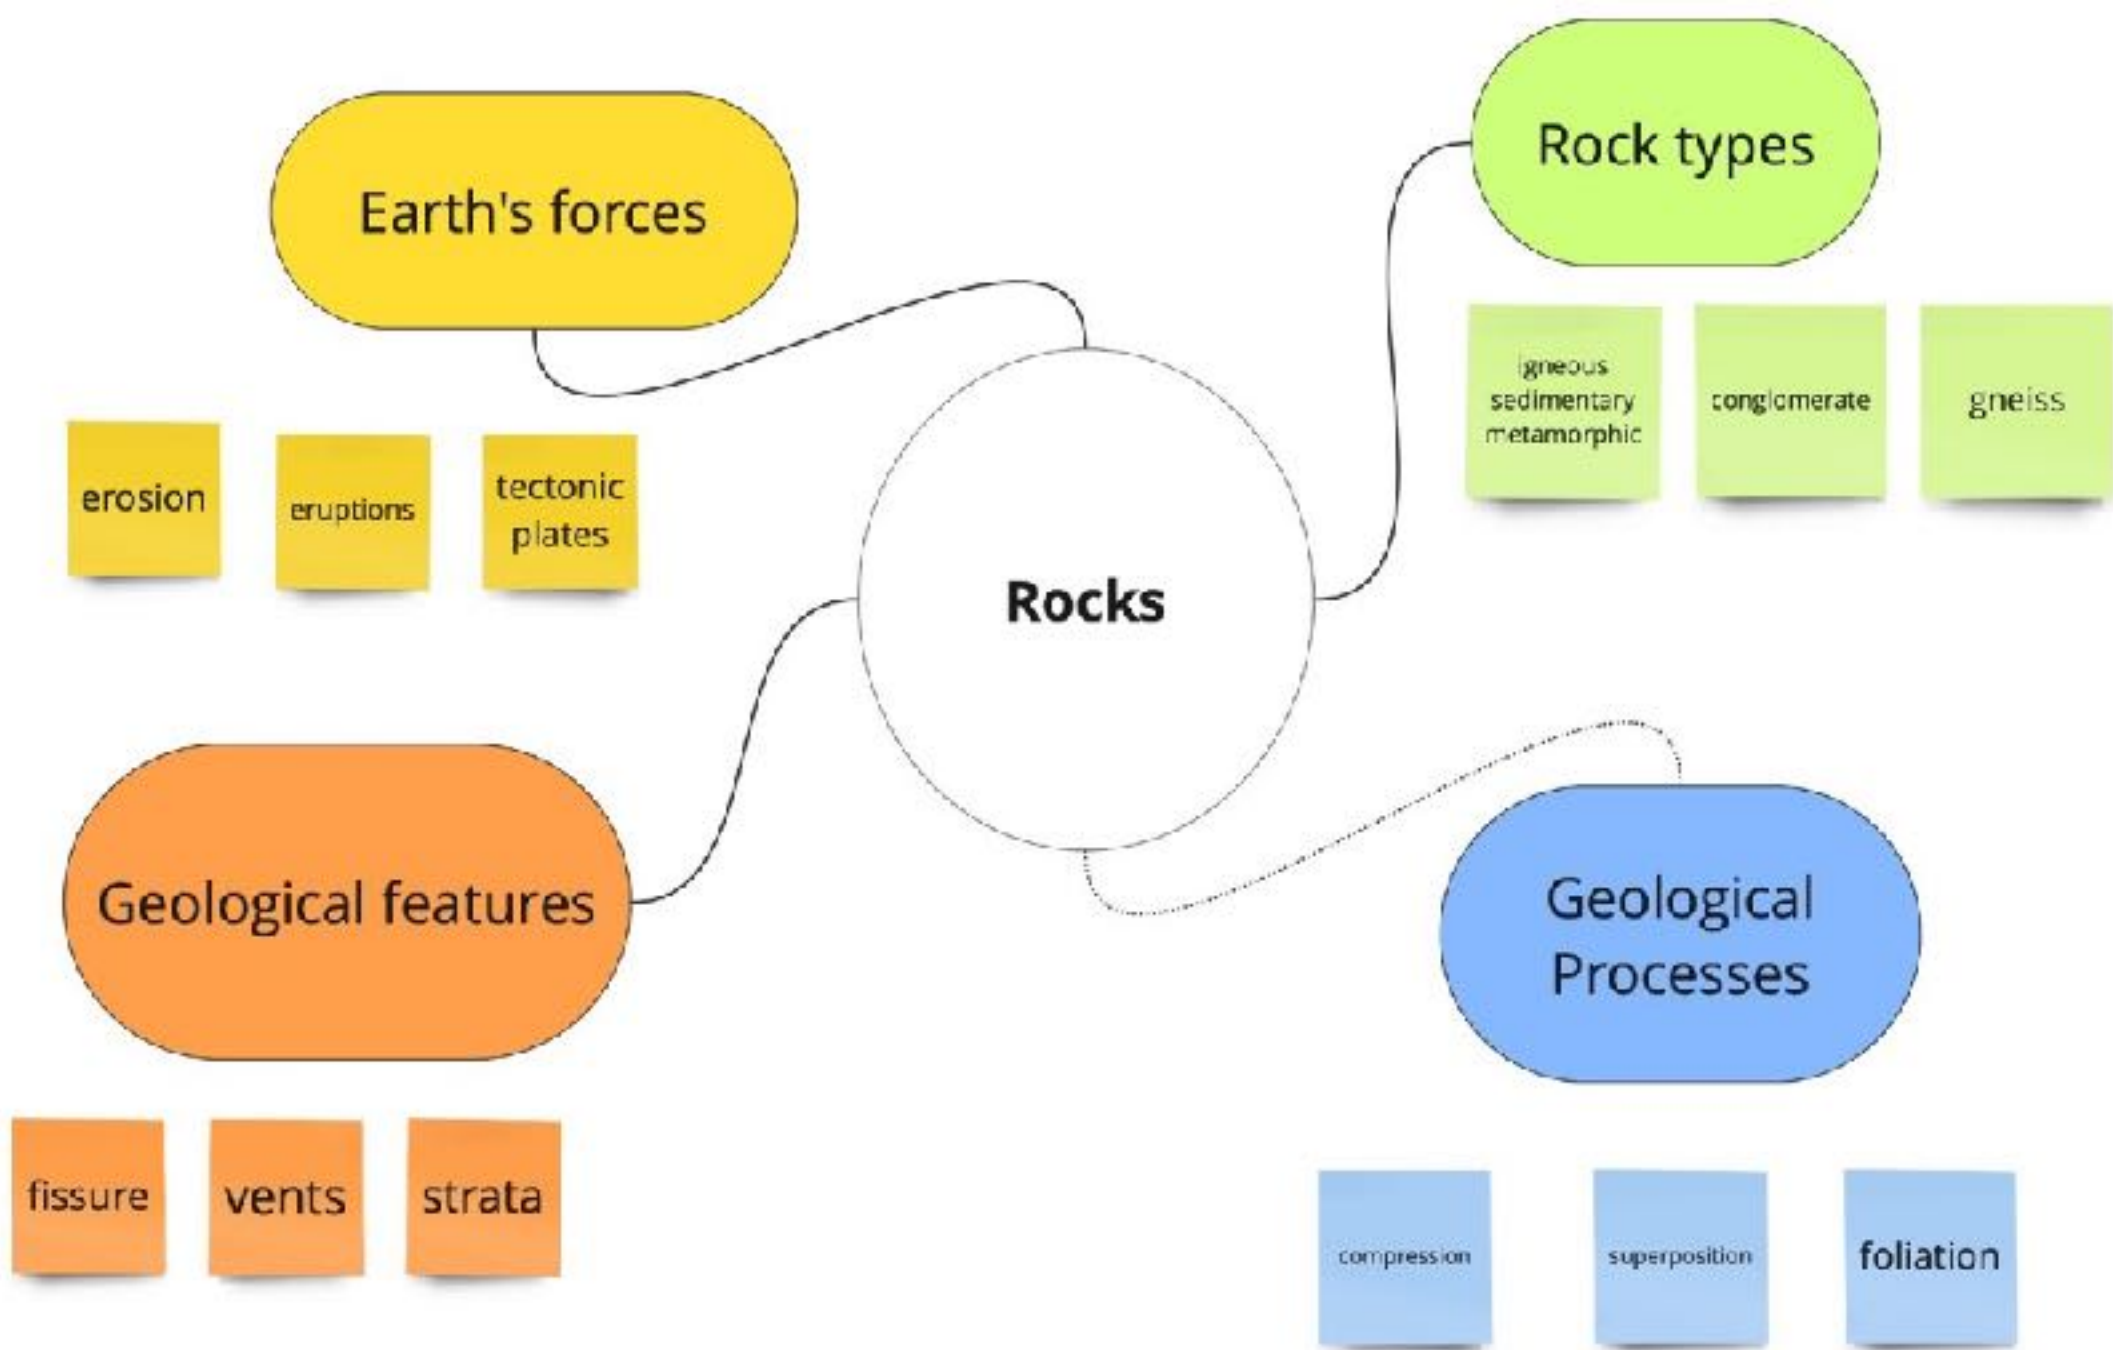 Earth's forces
erosion
eruptions
tectonic
plates
Rock types
igneous
sedimentary
metamorphic
conglomerate
gneiss
Rocks
Geological features
fissure
vents
strata
Geological
Processes
compression
superposition
foliation